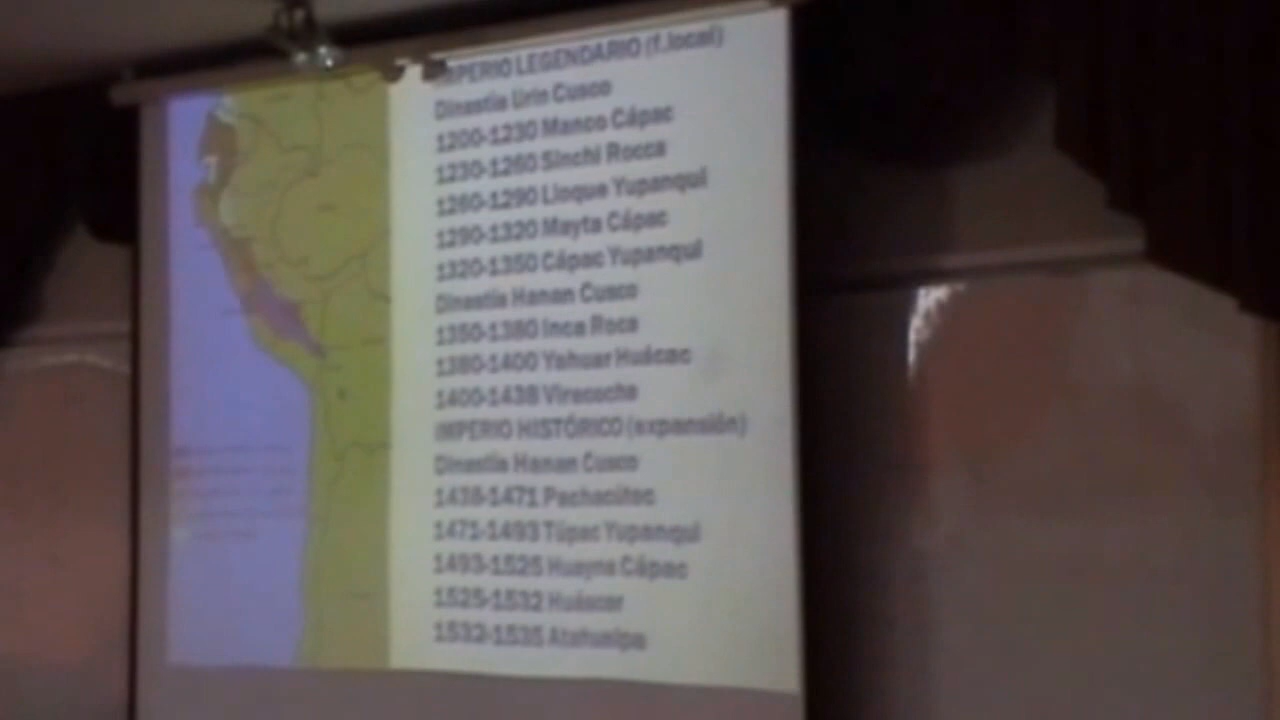 IMPERIO LEGENDARIO (f.local)
Dinastía Urin Cusco
1200-1230 Manco Cápac
1230-1260 Sinchi Rocca
1260-1290 Lloque Yupanqui
1290-1320 Mayta Cápac
1320-1350 Cápac Yupanqui
Dinastía Hanan Cusco
1350-1380 Inca Roca
1380-1400 Yahuar Huácac
1400-1438 Viracocha
IMPERIO HISTÓRICO (expansión)
Dinastía Hanan Cusco
1438-1471 Pachacútec
1471-1493 Túpac Yupanqui
1493-1525 Huayna Cápac
1525-1532 Huáscar
1532-1535 Atahualpa